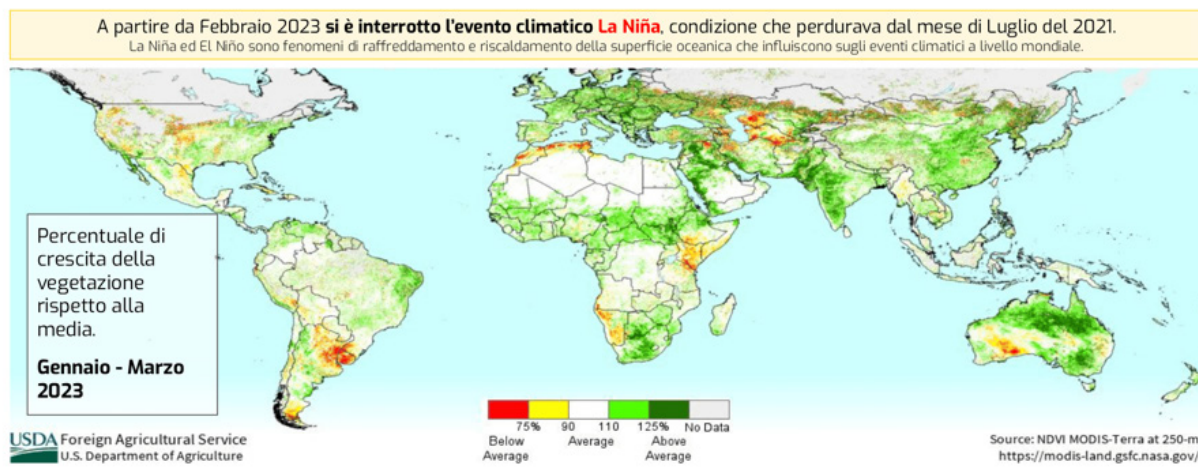 A partire da Febbraio 2023 si è interrotto l'evento climatico La Niña, condizione che perdurava dal mese di Luglio del 2021.
La Niña ed El Niño sono fenomeni di raffreddamento e riscaldamento della superficie oceanica che influiscono sugli eventi climatici a livello mondiale.
Percentuale di
crescita della
vegetazione
rispetto alla
media.
Gennaio - Marzo
2023
75% 90 110 125% No Data
Below Average Above
Average Average
USDA Foreign Agricultural Service
U.S. Department of Agriculture
Source: NDVI MODIS-Terra at 250-m
https://modis-land.gsfc.nasa.gov/